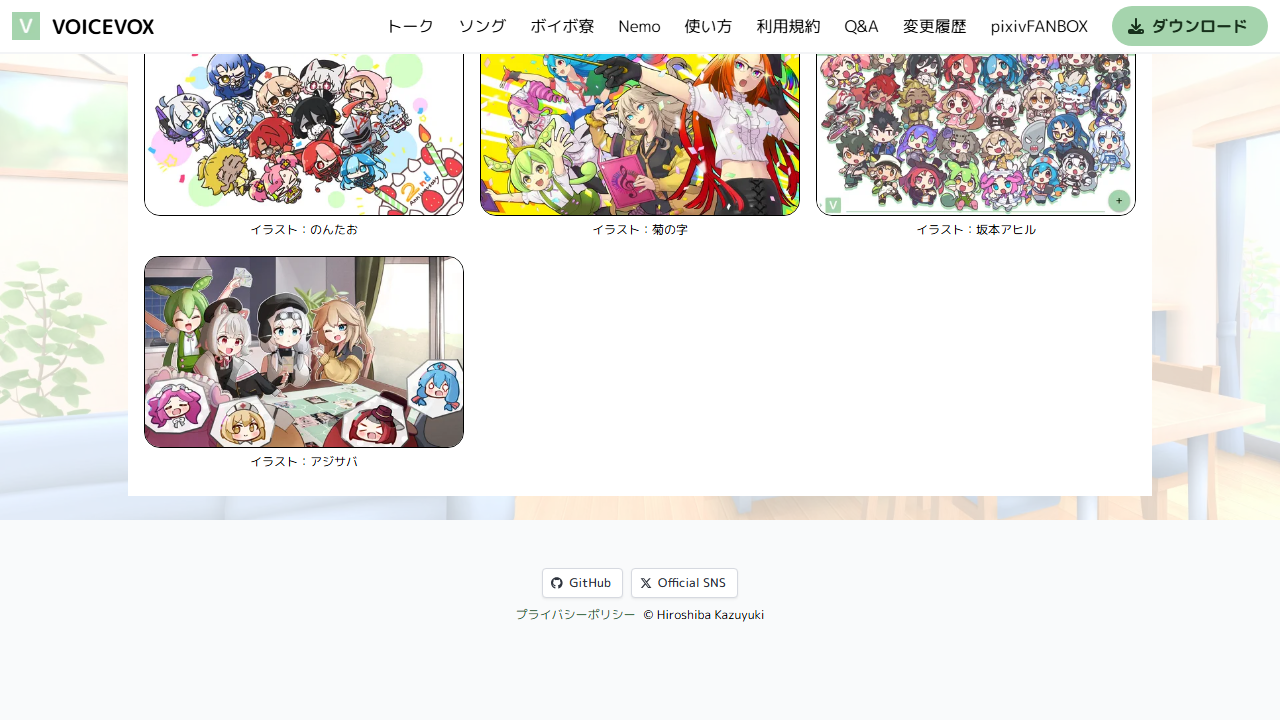 V VOICEVOX トーク ソング ボイボ寮 Nemo 使い方 利用規約 Q&A 変更履歴 pixivFANBOX ダウンロード
2nd
V +
イラスト：のんたお イラスト：菊の字 イラスト：坂本アヒル
イラスト：アジサバ
GitHub Official SNS
プライバシーポリシー © Hiroshiba Kazuyuki